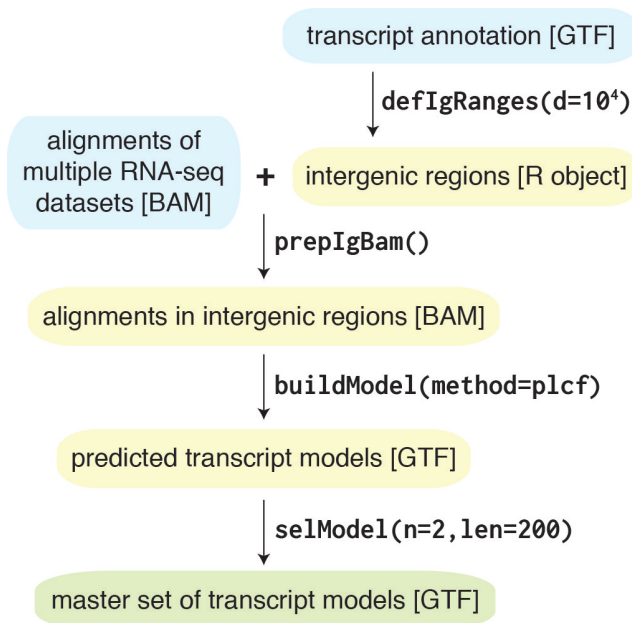 transcript annotation [GTF]
defIgRanges(d=10⁴)
alignments of
multiple RNA-seq
datasets [BAM]
+
intergenic regions [R object]
prepIgBam()
alignments in intergenic regions [BAM]
buildModel(method=plcf)
predicted transcript models [GTF]
selModel(n=2,len=200)
master set of transcript models [GTF]